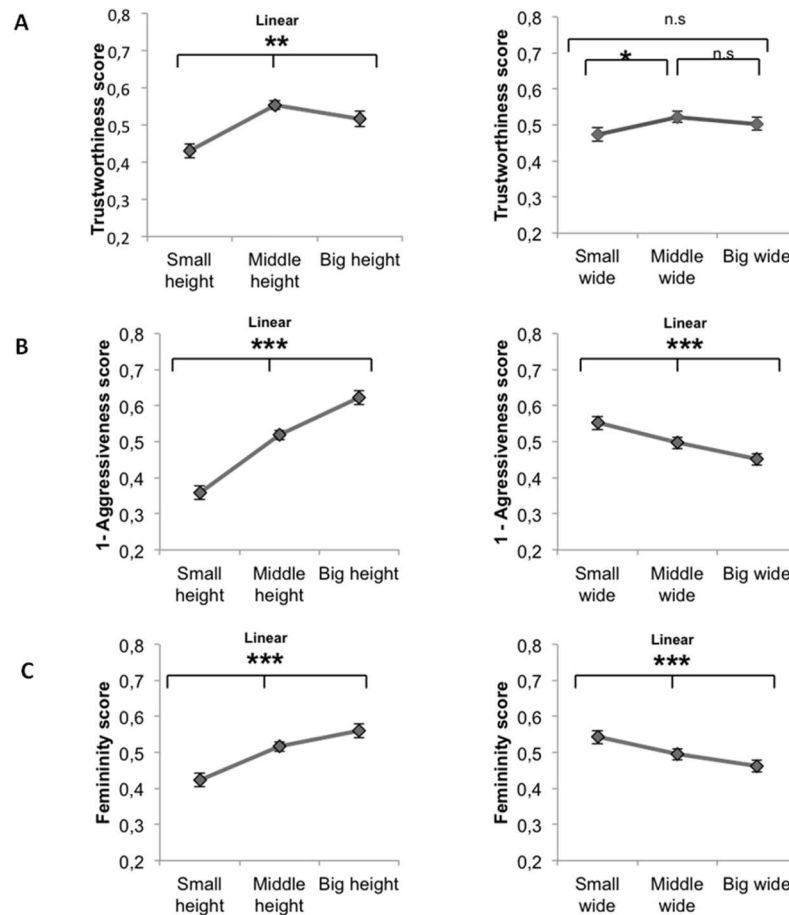 A
Linear
**
Trustworthiness score
0,8
0,7
0,6
0,5
0,4
0,3
0,2
Small height
Middle height
Big height
n.s
*
n.s
Trustworthiness score
0,8
0,7
0,6
0,5
0,4
0,3
0,2
Small wide
Middle wide
Big wide
B
Linear
***
1- Aggressiveness score
0,8
0,7
0,6
0,5
0,4
0,3
0,2
Small height
Middle height
Big height
Linear
***
1 - Agressiveness score
0,8
0,7
0,6
0,5
0,4
0,3
0,2
Small wide
Middle wide
Big wide
C
Linear
***
Femininity score
0,8
0,7
0,6
0,5
0,4
0,3
0,2
Small height
Middle height
Big height
Linear
***
Femininity score
0,8
0,7
0,6
0,5
0,4
0,3
0,2
Small wide
Middle wide
Big wide